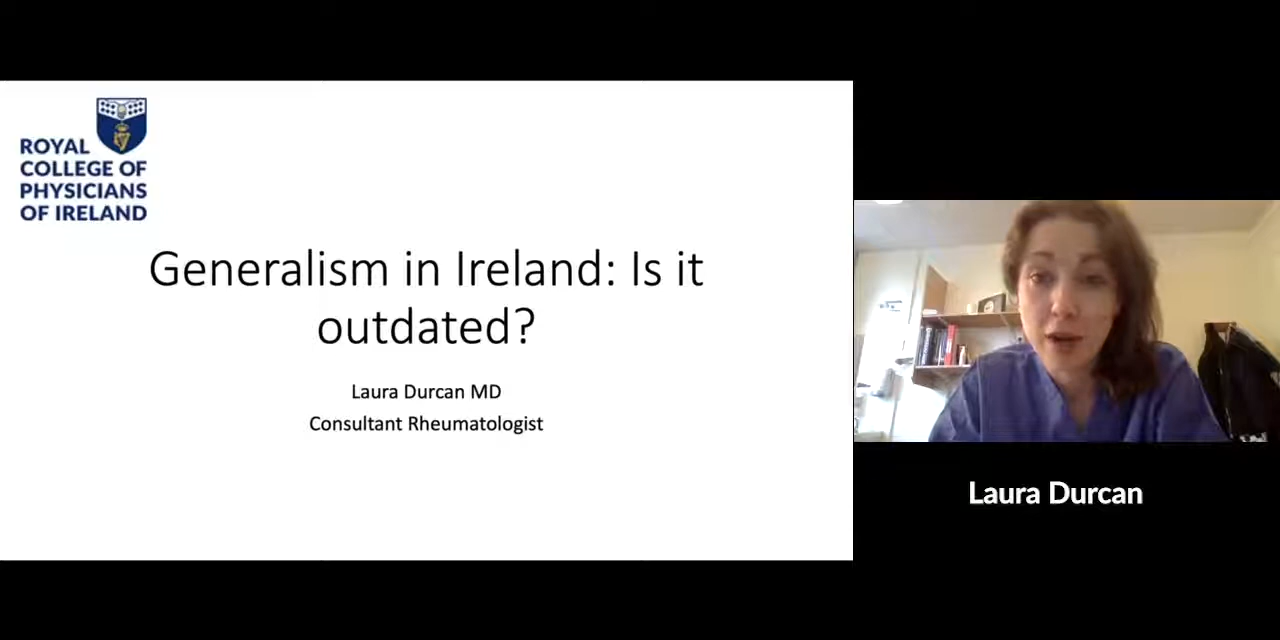 ROYAL
COLLEGE OF
PHYSICIANS
OF IRELAND
Generalism in Ireland: Is it
outdated?
Laura Durcan MD
Consultant Rheumatologist
Laura Durcan